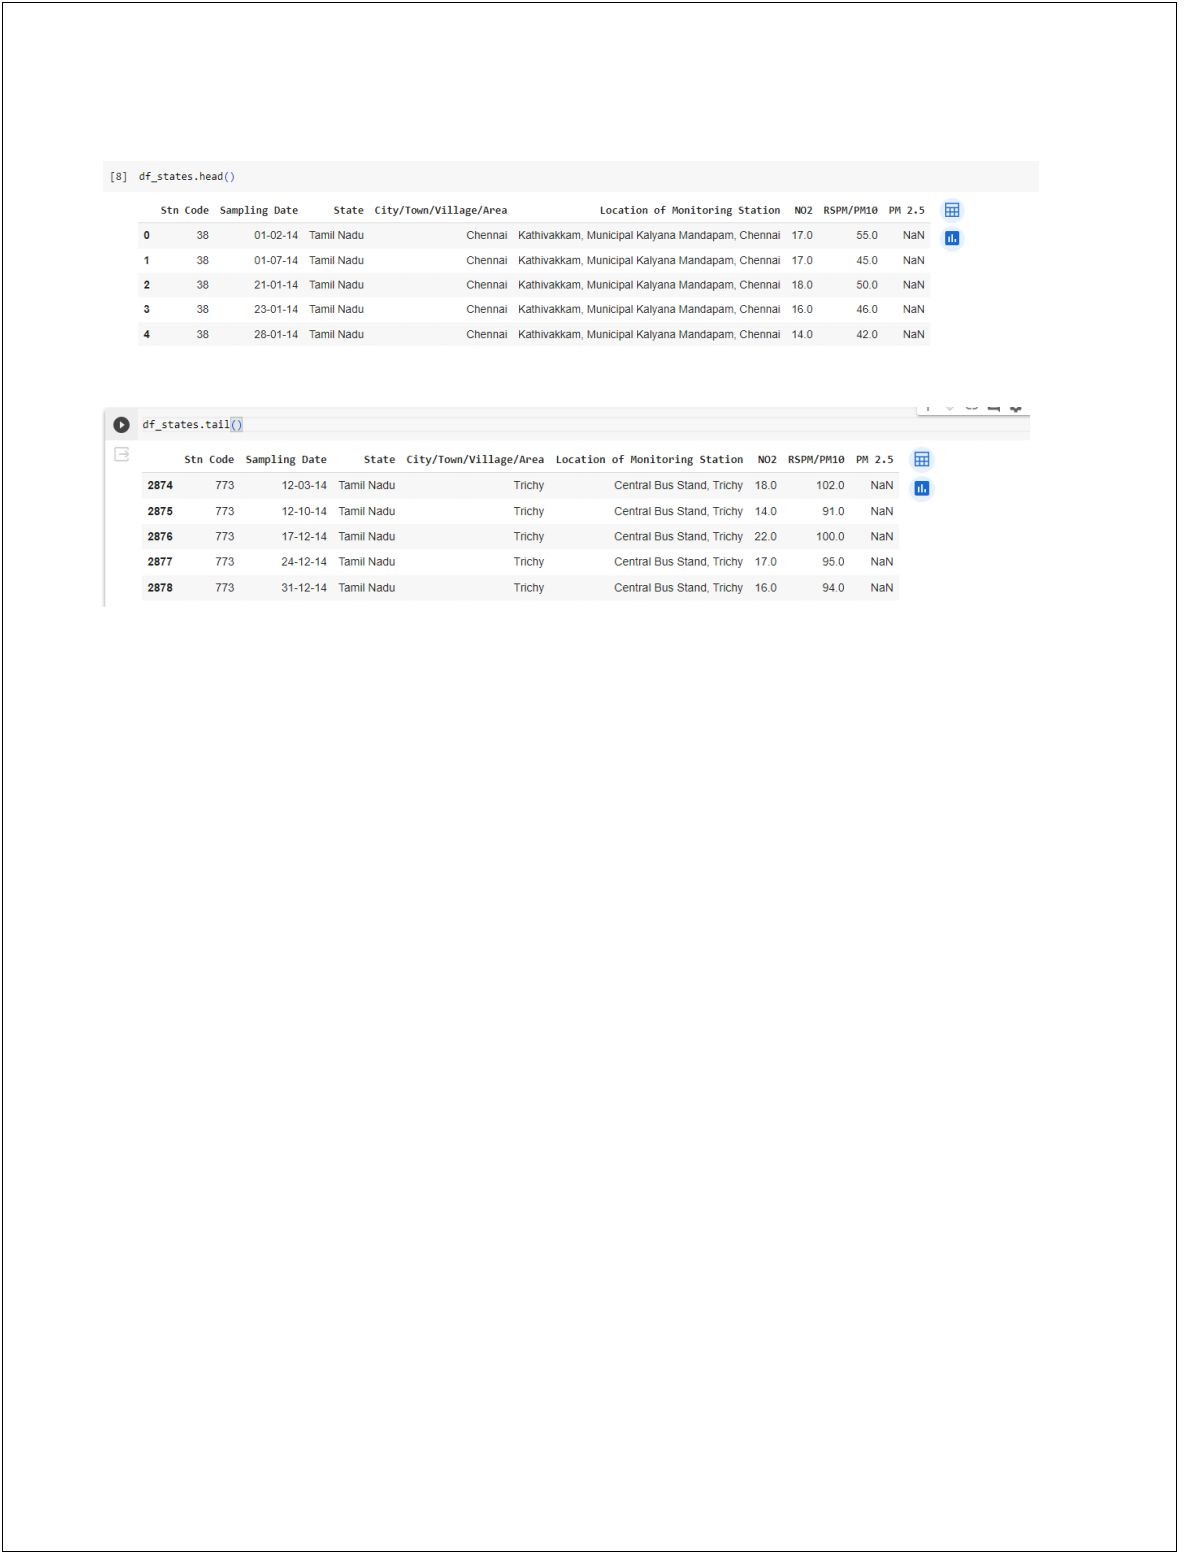 [8] df_states.head()
Stn Code Sampling Date State City/Town/Village/Area Location of Monitoring Station NO2 RSPM/PM10 PM 2.5
0 38 01-02-14 Tamil Nadu Chennai Kathivakkam, Municipal Kalyana Mandapam, Chennai 17.0 55.0 NaN
1 38 01-07-14 Tamil Nadu Chennai Kathivakkam, Municipal Kalyana Mandapam, Chennai 17.0 45.0 NaN
2 38 21-01-14 Tamil Nadu Chennai Kathivakkam, Municipal Kalyana Mandapam, Chennai 18.0 50.0 NaN
3 38 23-01-14 Tamil Nadu Chennai Kathivakkam, Municipal Kalyana Mandapam, Chennai 16.0 46.0 NaN
4 38 28-01-14 Tamil Nadu Chennai Kathivakkam, Municipal Kalyana Mandapam, Chennai 14.0 42.0 NaN
df_states.tail()
Stn Code Sampling Date State City/Town/Village/Area Location of Monitoring Station NO2 RSPM/PM10 PM 2.5
2874 773 12-03-14 Tamil Nadu Trichy Central Bus Stand, Trichy 18.0 102.0 NaN
2875 773 12-10-14 Tamil Nadu Trichy Central Bus Stand, Trichy 14.0 91.0 NaN
2876 773 17-12-14 Tamil Nadu Trichy Central Bus Stand, Trichy 22.0 100.0 NaN
2877 773 24-12-14 Tamil Nadu Trichy Central Bus Stand, Trichy 17.0 95.0 NaN
2878 773 31-12-14 Tamil Nadu Trichy Central Bus Stand, Trichy 16.0 94.0 NaN